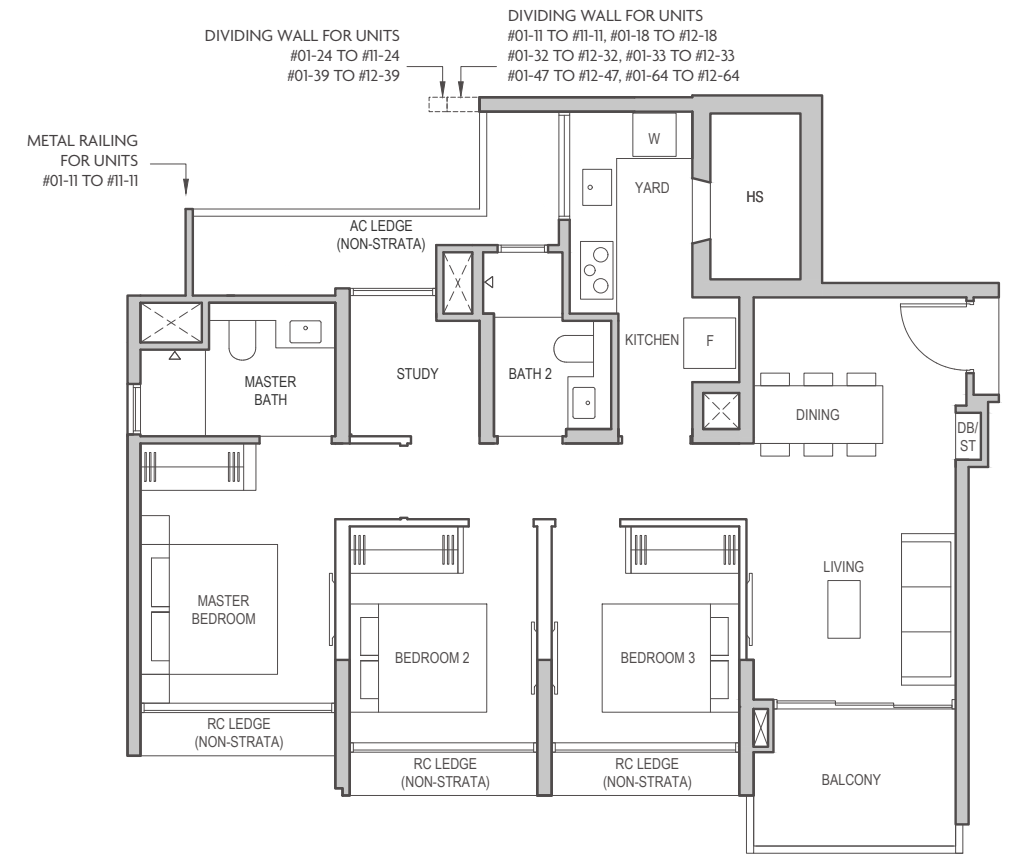 DIVIDING WALL FOR UNITS
#01-24 TO #11-24
#01-39 TO #12-39
DIVIDING WALL FOR UNITS
#01-11 TO #11-11, #01-18 TO #12-18
#01-32 TO #12-32, #01-33 TO #12-33
#01-47 TO #12-47, #01-64 TO #12-64
METAL RAILING
FOR UNITS
#01-11 TO #11-11
W
YARD
HS
AC LEDGE
(NON-STRATA)
KITCHEN
F
MASTER
BATH
STUDY
BATH 2
DINING
DB/
ST
LIVING
MASTER
BEDROOM
BEDROOM 2
BEDROOM 3
RC LEDGE
(NON-STRATA)
RC LEDGE
(NON-STRATA)
RC LEDGE
(NON-STRATA)
BALCONY